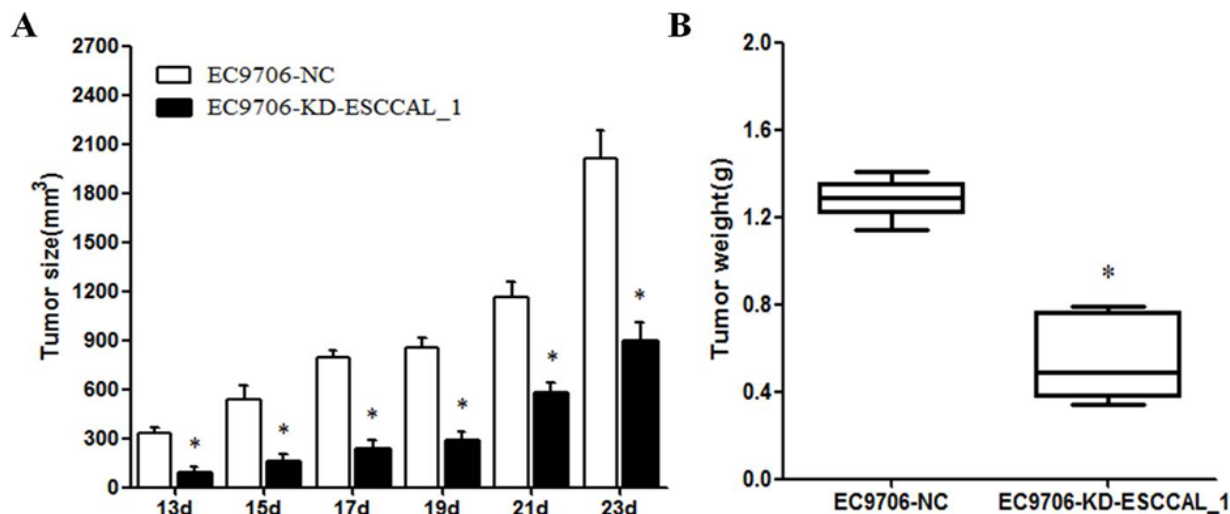 A
Tumor size(mm³)
2700
2400
2100
1800
1500
1200
900
600
300
0
EC9706-NC
EC9706-KD-ESCCAL_1
* * * * * *
13d 15d 17d 19d 21d 23d
B
Tumor weight(g)
2.0
1.6
1.2
0.8
0.4
0.0
*
EC9706-NC EC9706-KD-ESCCAL_1